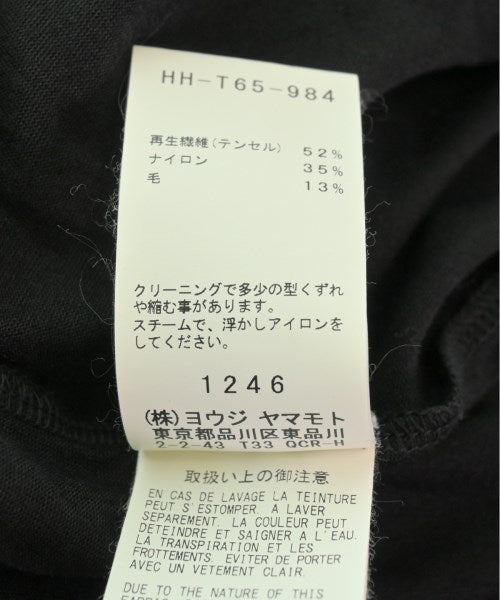 HH-T65-984
再生繊維(テンセル) 52%
ナイロン 35%
毛 13%
クリーニングで多少の型くずれ
や縮む事があります。
スチームで、浮かしアイロンを
してください。
1246
(株)ヨウジ ヤマモト
東京都品川区東品川
2-2-43 T33 QCR-H
取扱い上の御注意
EN CAS DE LAVAGE LA TEINTURE
PEUT S'ESTOMPER. A LAVER
SEPAREMENT. LA COULEUR PEUT
DETEINDRE ET SAIGNER A L'EAU.
LA TRANSPIRATION ET LES
FROTTEMENTS. EVITER DE PORTER
AVEC UN VETEMENT CLAIR.
DUE TO THE NATURE OF THIS